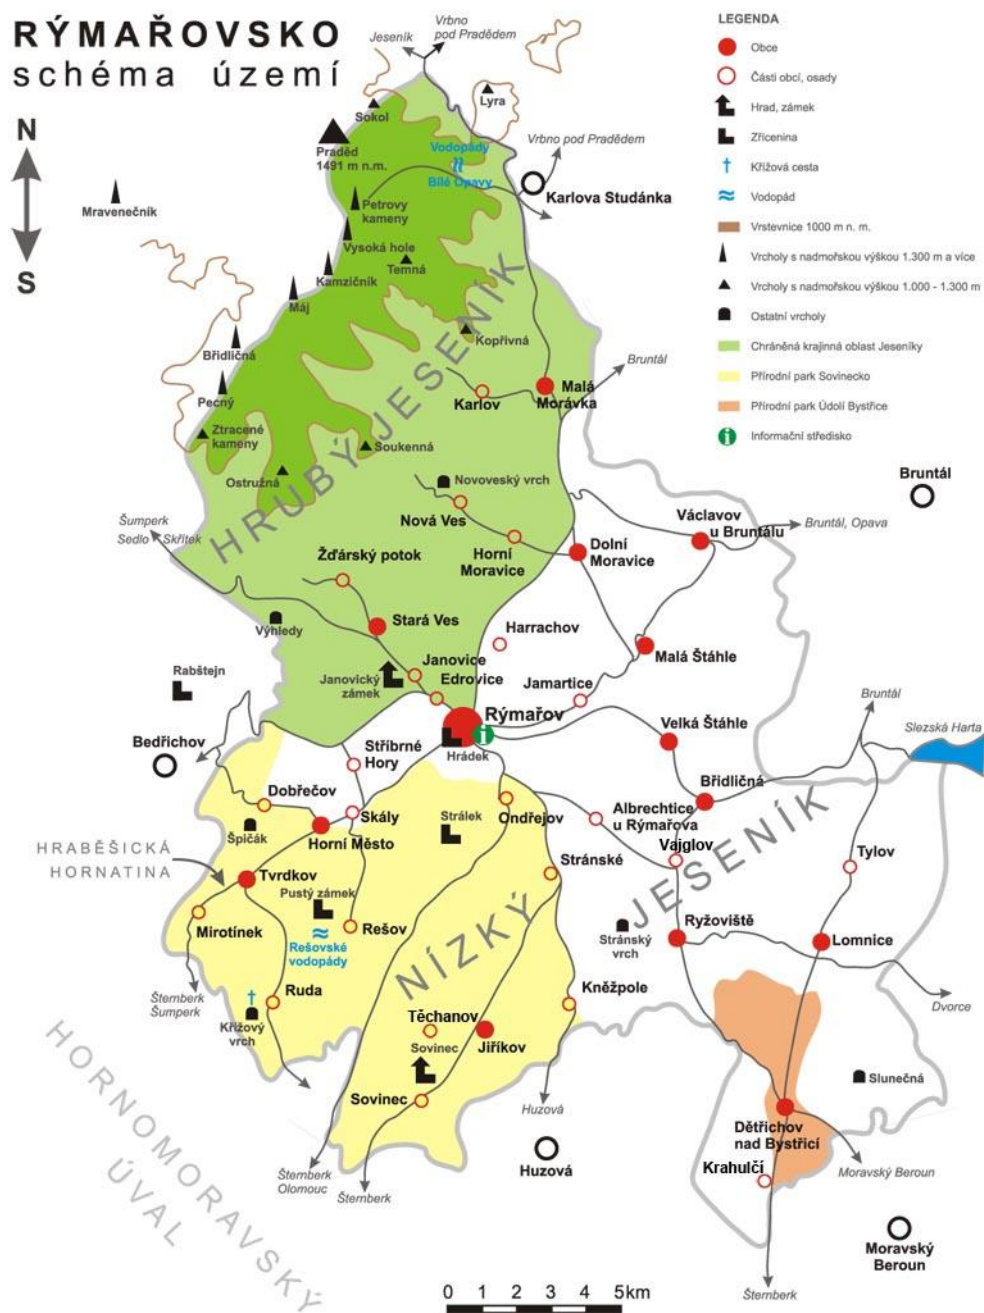 RÝMAŘOVSKO
schéma území
N
S
Jeseník
Vrbno
pod Pradědem
Sokol
Lyra
Praděd
1491 m n.m.
Vodopády
Bílé Opavy
Vrbno pod Pradědem
Karlova Studánka
Mravenečník
Petrovy
kameny
Vysoká hole
Temná
Kamzičník
Máj
Kopřivná
Břidličná
Pecný
Karlov
Malá
Morávka
Bruntál
Ztracené
kameny
Soukenná
Ostružná
HRUBÝ JESENÍK
Novoveský vrch
Nová Ves
Horní
Moravice
Dolní
Moravice
Václavov
u Bruntálu
Bruntál, Opava
Bruntál
Šumperk
Sedlo Skřítek
Žďárský potok
Stará Ves
Výhledy
Harrachov
Malá Štáhle
Janovice
Edrovice
Janovický
zámek
Jamartice
Rabštejn
Rýmařov
Hrádek
Bedřichov
Stříbrné
Hory
Velká Štáhle
Bruntál
Slezská Harta
Břidličná
Dobřečov
Skály
Strálek
Ondřejov
Albrechtice
u Rýmařova
Špičák
Horní Město
HRABĚŠICKÁ
HORNATINA
Tvrdkov
Stránské
Vajglov
Tylov
Pustý zámek
Mirotínek
Rešov
Rešovské
vodopády
NÍZKÝ JESENÍK
Stránský
vrch
Ryžoviště
Lomnice
Šternberk
Šumperk
Ruda
Křížový
vrch
Kněžpole
Dvorce
Těchanov
Sovinec
Jiříkov
Sovinec
HORNOMORAVSKÝ
ÚVAL
Huzová
Huzová
Šternberk
Olomouc
Šternberk
Slunečná
Dětřichov
nad Bystřicí
Krahulčí
Moravský Beroun
Moravský
Beroun
Šternberk
0 1 2 3 4 5km
LEGENDA
Obce
Části obcí, osady
Hrad, zámek
Zřícenina
Křížová cesta
Vodopád
Vrstevnice 1000 m n. m.
Vrcholy s nadmořskou výškou 1.300 m a více
Vrcholy s nadmořskou výškou 1.000 - 1.300 m
Ostatní vrcholy
Chráněná krajinná oblast Jeseníky
Přírodní park Sovinecko
Přírodní park Údolí Bystřice
i Informační středisko